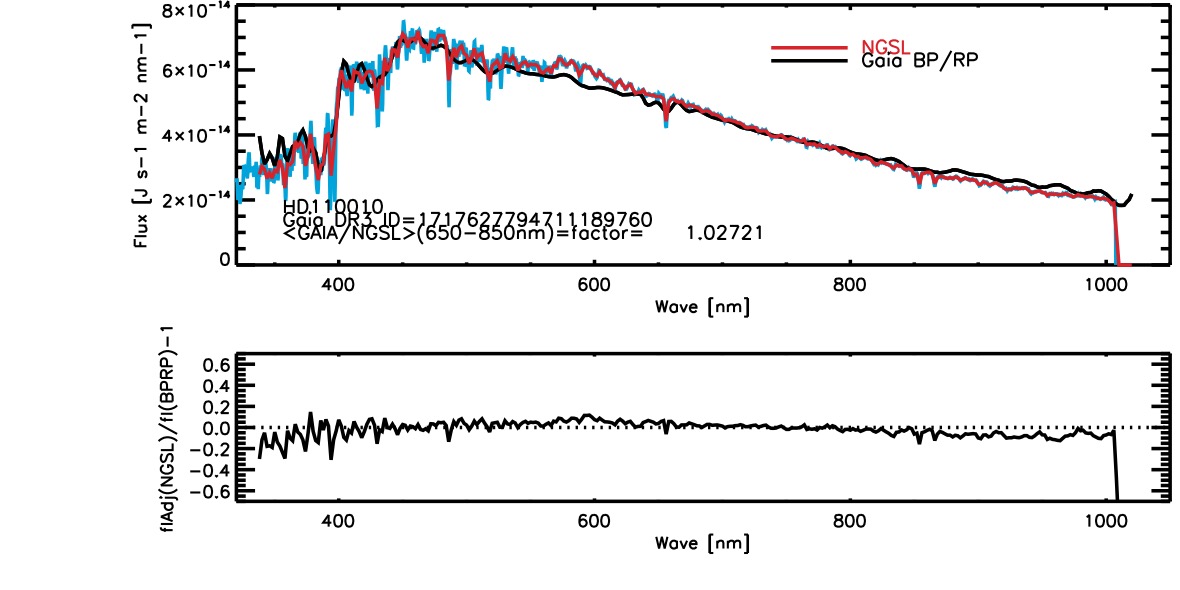 8×10−14
6×10−14
4×10−14
2×10−14
0
Flux [J s−1 m−2 nm−1]
NGSL
Gaia BP/RP
HD110010
Gaia DR3 ID=1717627794711189760
<GAIA/NGSL>(650−850nm)=factor= 1.02721
400 600 800 1000
Wave [nm]
flAdj(NGSL)/fl(BPRP)−1
0.6
0.4
0.2
0.0
−0.2
−0.4
−0.6
400 600 800 1000
Wave [nm]